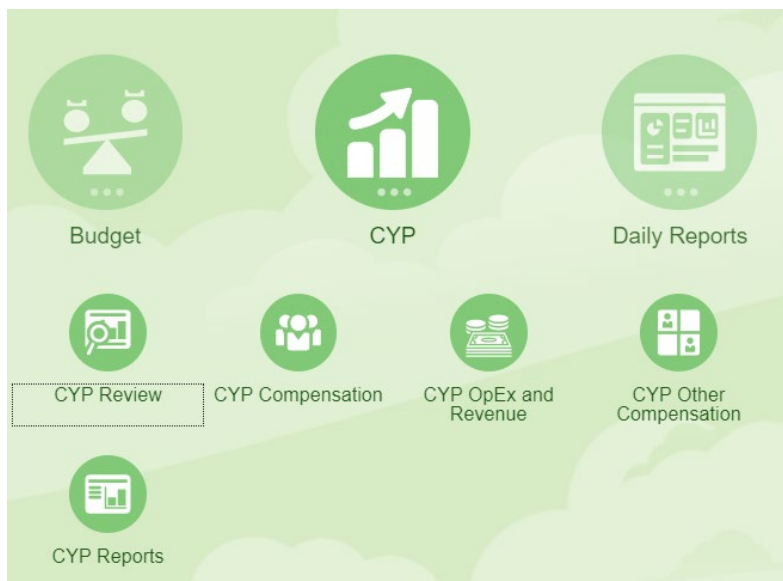 Budget
CYP
Daily Reports
CYP Review
CYP Compensation
CYP OpEx and
Revenue
CYP Other
Compensation
CYP Reports